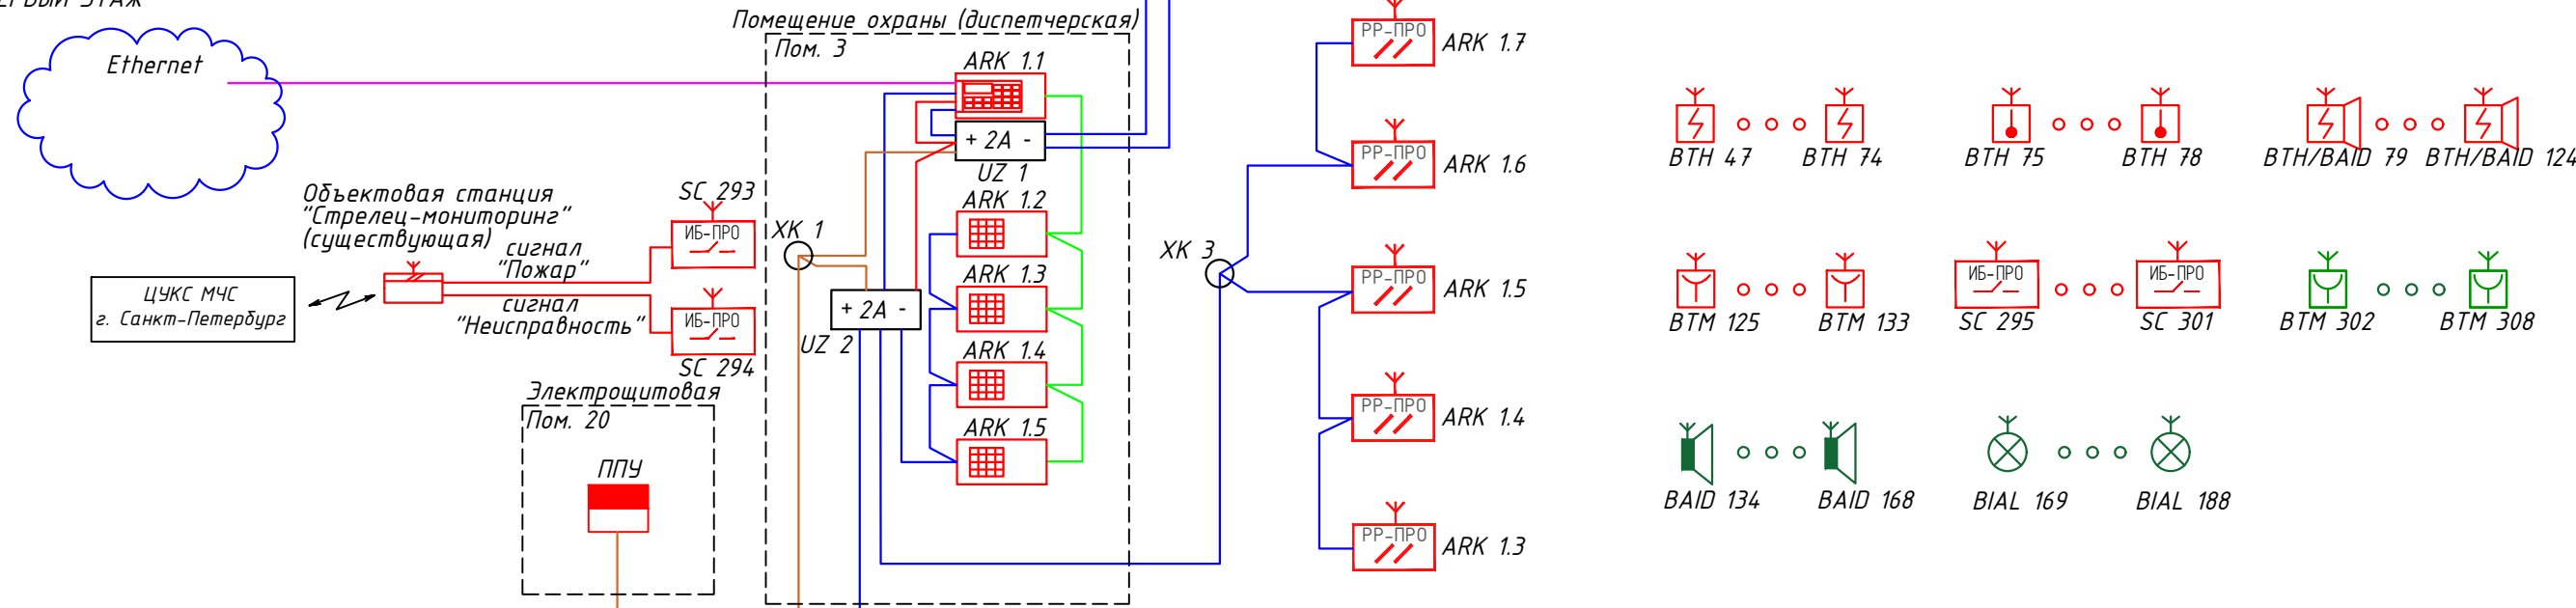 Помещение охраны (диспетчерская)
Пом. 3
Ethernet
ARK 1.1
+ 2А -
UZ 1
ARK 1.2
ARK 1.3
ARK 1.4
ARK 1.5
XK 1
+ 2А -
UZ 2
Объектовая станция
"Стрелец-мониторинг"
(существующая)
сигнал
"Пожар"
сигнал
"Неисправность"
SC 293
ИБ-ПРО
ИБ-ПРО
SC 294
ЦУКС МЧС
г. Санкт-Петербург
Электрощитовая
Пом. 20
ППУ
XK 3
РР-ПРО
ARK 1.7
РР-ПРО
ARK 1.6
РР-ПРО
ARK 1.5
РР-ПРО
ARK 1.4
РР-ПРО
ARK 1.3
BTH 47
BTH 74
BTH 75
BTH 78
BTH/BAID 79
BTH/BAID 124
ИБ-ПРО
ИБ-ПРО
BTM 125
BTM 133
SC 295
SC 301
BTM 302
BTM 308
BAID 134
BAID 168
BIAL 169
BIAL 188